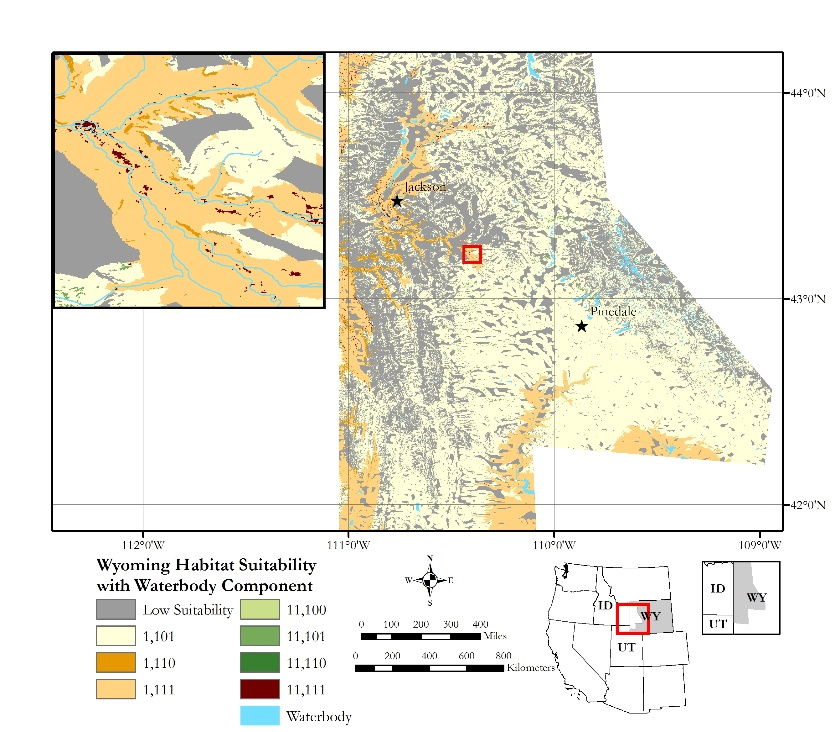 44°0'N
Jackson
43°0'N
Pinedale
42°0'N
112°0'W
111°0'W
110°0'W
109°0'W
Wyoming Habitat Suitability
with Waterbody Component
Low Suitability
1,101
1,110
1,111
11,100
11,101
11,110
11,111
Waterbody
N
W
E
S
0 100 200 300 400
Miles
0 200 400 600 800
Kilometers
ID
WY
UT
ID
WY
UT